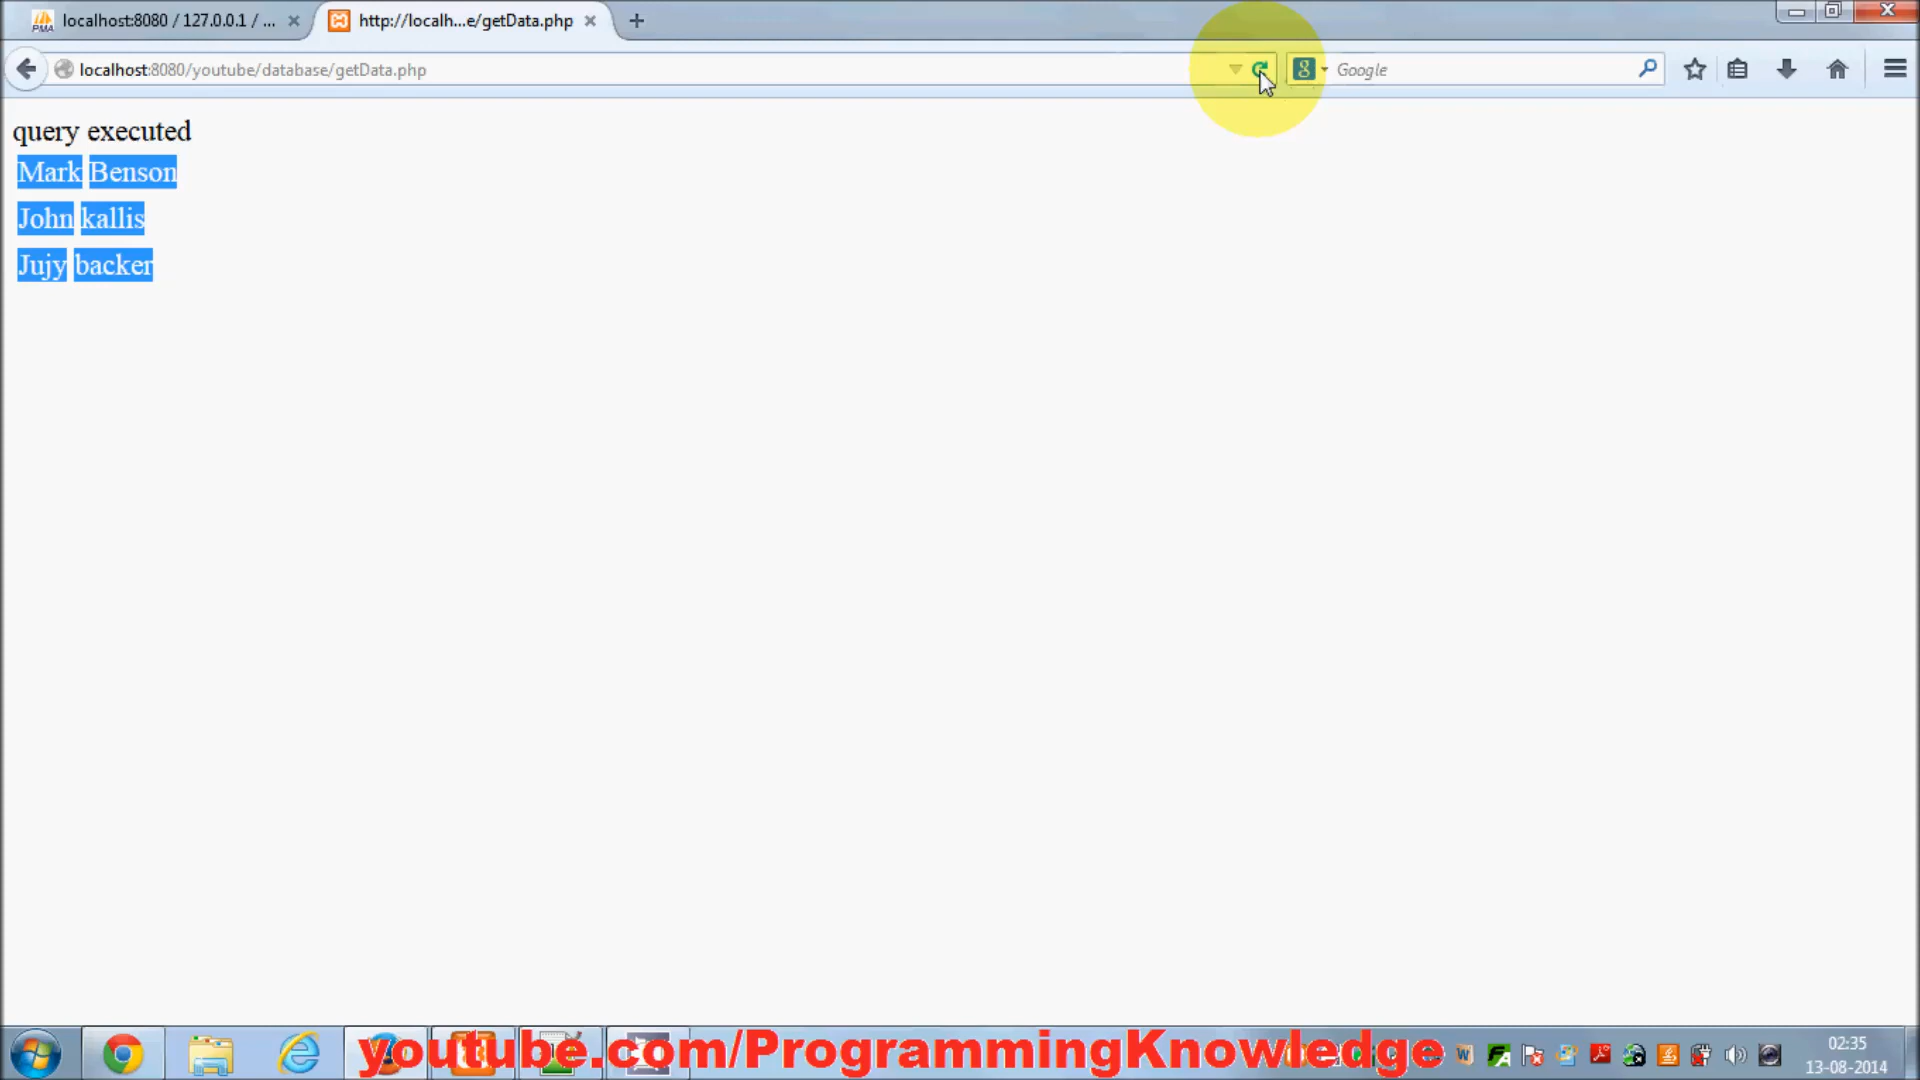 localhost:8080 / 127.0.0.1 / ...
http://localh...e/getData.php
localhost:8080/youtube/database/getData.php
Google
query executed
Mark Benson
John kallis
Jujy backer
youtube.com/ProgrammingKnowledge
02:35
13-08-2014